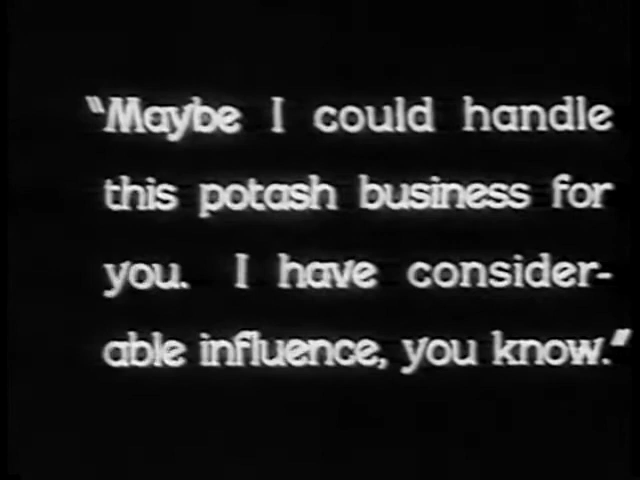 "Maybe I could handle
this potash business for
you. I have consider-
able influence, you know."